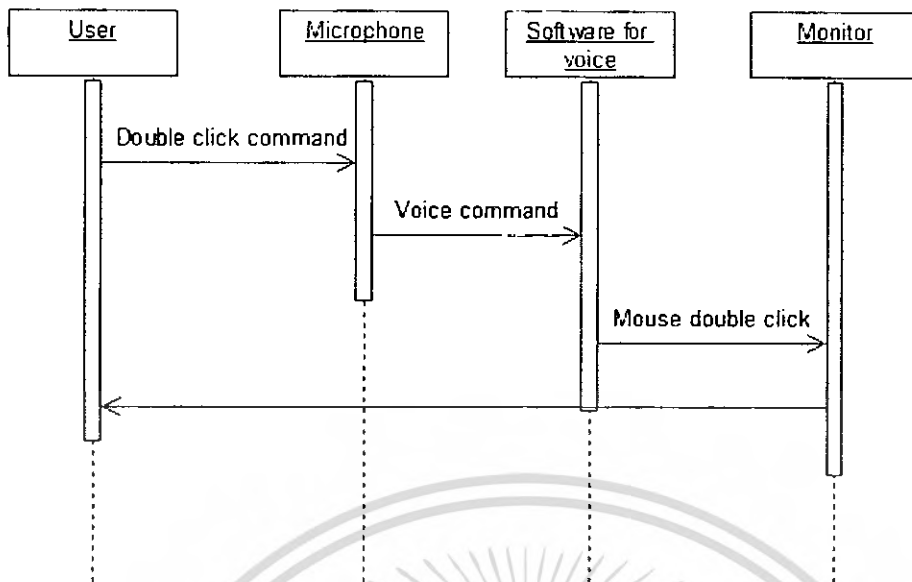 User
Microphone
Software for
voice
Monitor
Double click command
Voice command
Mouse double click